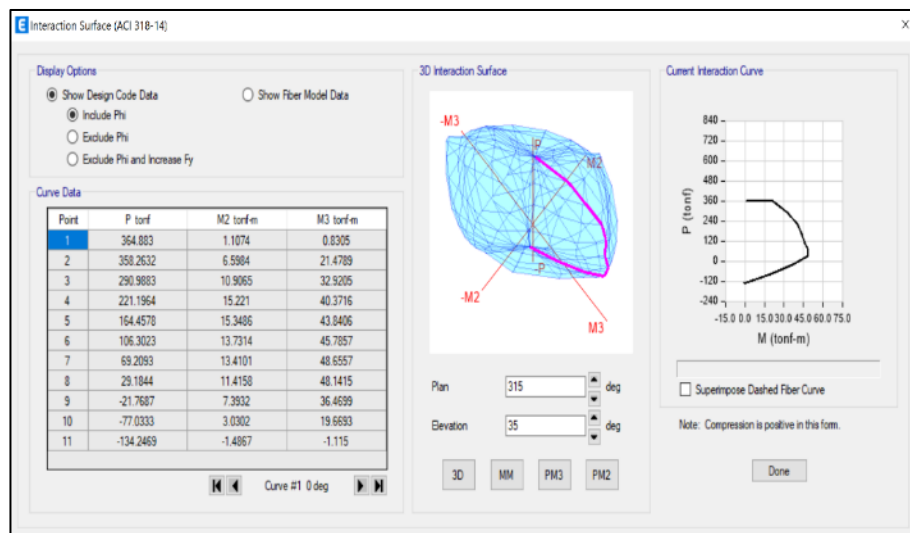 E Interaction Surface (ACI 318-14) X
Display Options
Show Design Code Data Show Fiber Model Data
Include Phi
Exclude Phi
Exclude Phi and Increase Fy
Curve Data
Point P tonf M2 tonf-m M3 tonf-m
1 364.883 1.1074 0.8305
2 358.2632 6.5984 21.4789
3 290.9883 10.9065 32.9205
4 221.1964 15.221 40.3716
5 164.4578 15.3486 43.8406
6 106.3023 13.7314 45.7857
7 69.2093 13.4101 48.6557
8 29.1844 11.4158 48.1415
9 -21.7687 7.3932 36.4699
10 -77.0333 3.0302 19.6693
11 -134.2469 -1.4867 -1.115
Curve #1 0 deg
3D Interaction Surface
-M3
P
M2
-P
-M2
M3
Plan 315 deg
Elevation 35 deg
3D MM PM3 PM2
Current Interaction Curve
840
720
600
480
360
240
120
0
-120
-240
P (tonf)
-15.0 0.0 15.0 30.0 45.0 60.0 75.0
M (tonf-m)
Superimpose Dashed Fiber Curve
Note: Compression is positive in this form.
Done